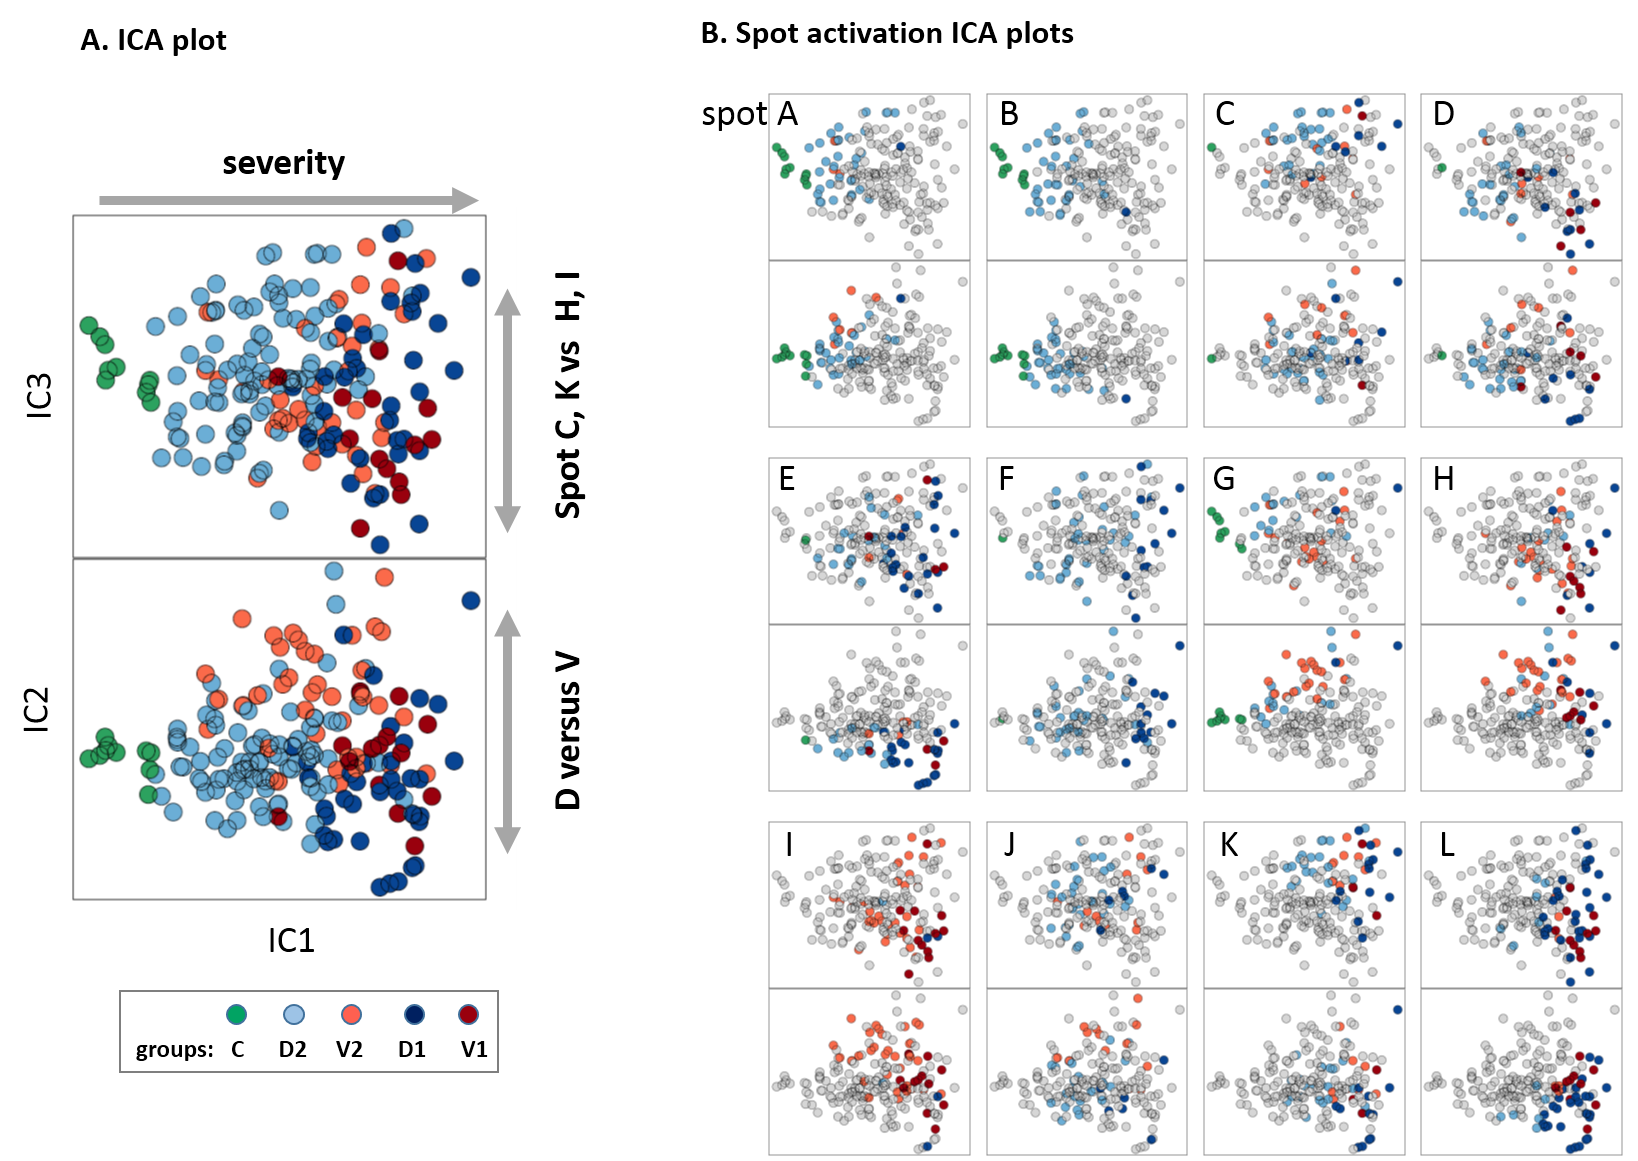 A. ICA plot
severity
IC3
Spot C, K vs H, I
IC2
D versus V
IC1
groups: C D2 V2 D1 V1
B. Spot activation ICA plots
spot A B C D
E F G H
I J K L